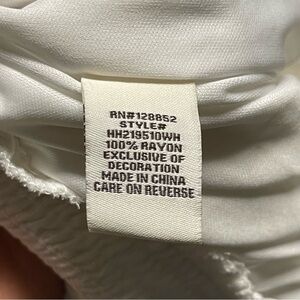 RN#128852
STYLE#
HH219510WH
100% RAYON
EXCLUSIVE OF
DECORATION
MADE IN CHINA
CARE ON REVERSE